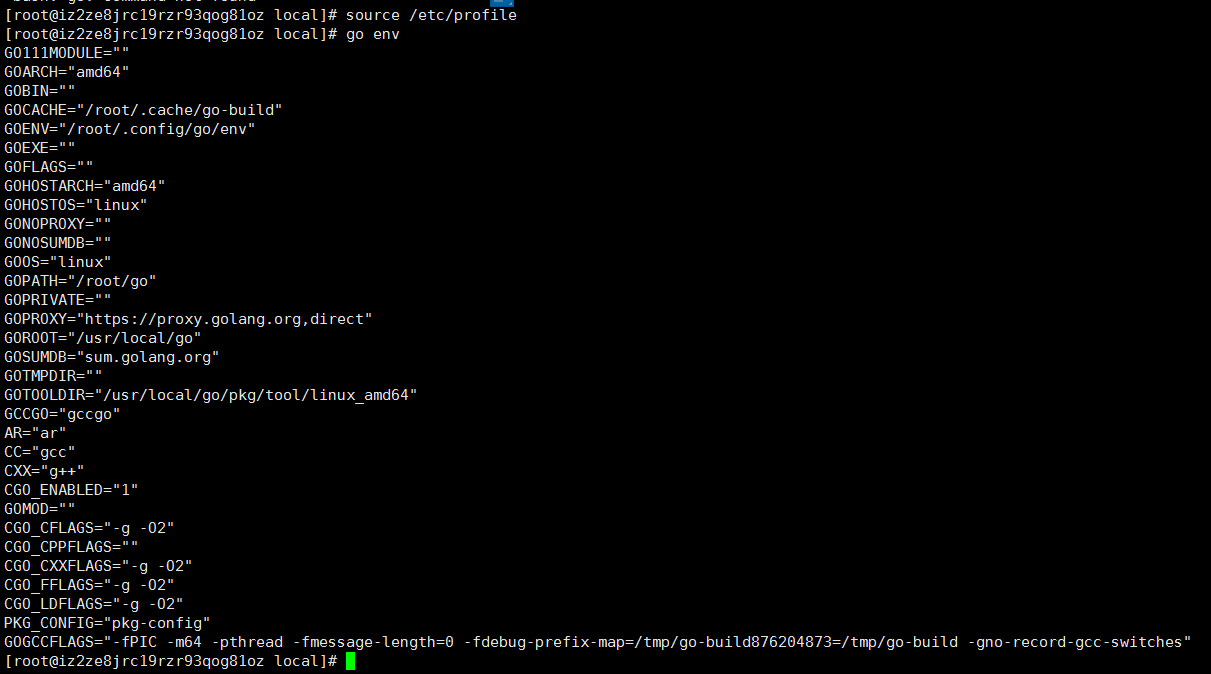 [root@iz2ze8jrc19rzr93qog81oz local]# source /etc/profile
[root@iz2ze8jrc19rzr93qog81oz local]# go env
GO111MODULE=""
GOARCH="amd64"
GOBIN=""
GOCACHE="/root/.cache/go-build"
GOENV="/root/.config/go/env"
GOEXE=""
GOFLAGS=""
GOHOSTARCH="amd64"
GOHOSTOS="linux"
GONOPROXY=""
GONOSUMDB=""
GOOS="linux"
GOPATH="/root/go"
GOPRIVATE=""
GOPROXY="https://proxy.golang.org,direct"
GOROOT="/usr/local/go"
GOSUMDB="sum.golang.org"
GOTMPDIR=""
GOTOOLDIR="/usr/local/go/pkg/tool/linux_amd64"
GCCGO="gccgo"
AR="ar"
CC="gcc"
CXX="g++"
CGO_ENABLED="1"
GOMOD=""
CGO_CFLAGS="-g -O2"
CGO_CPPFLAGS=""
CGO_CXXFLAGS="-g -O2"
CGO_FFLAGS="-g -O2"
CGO_LDFLAGS="-g -O2"
PKG_CONFIG="pkg-config"
GOGCCFLAGS="-fPIC -m64 -pthread -fmessage-length=0 -fdebug-prefix-map=/tmp/go-build876204873=/tmp/go-build -gno-record-gcc-switches"
[root@iz2ze8jrc19rzr93qog81oz local]#